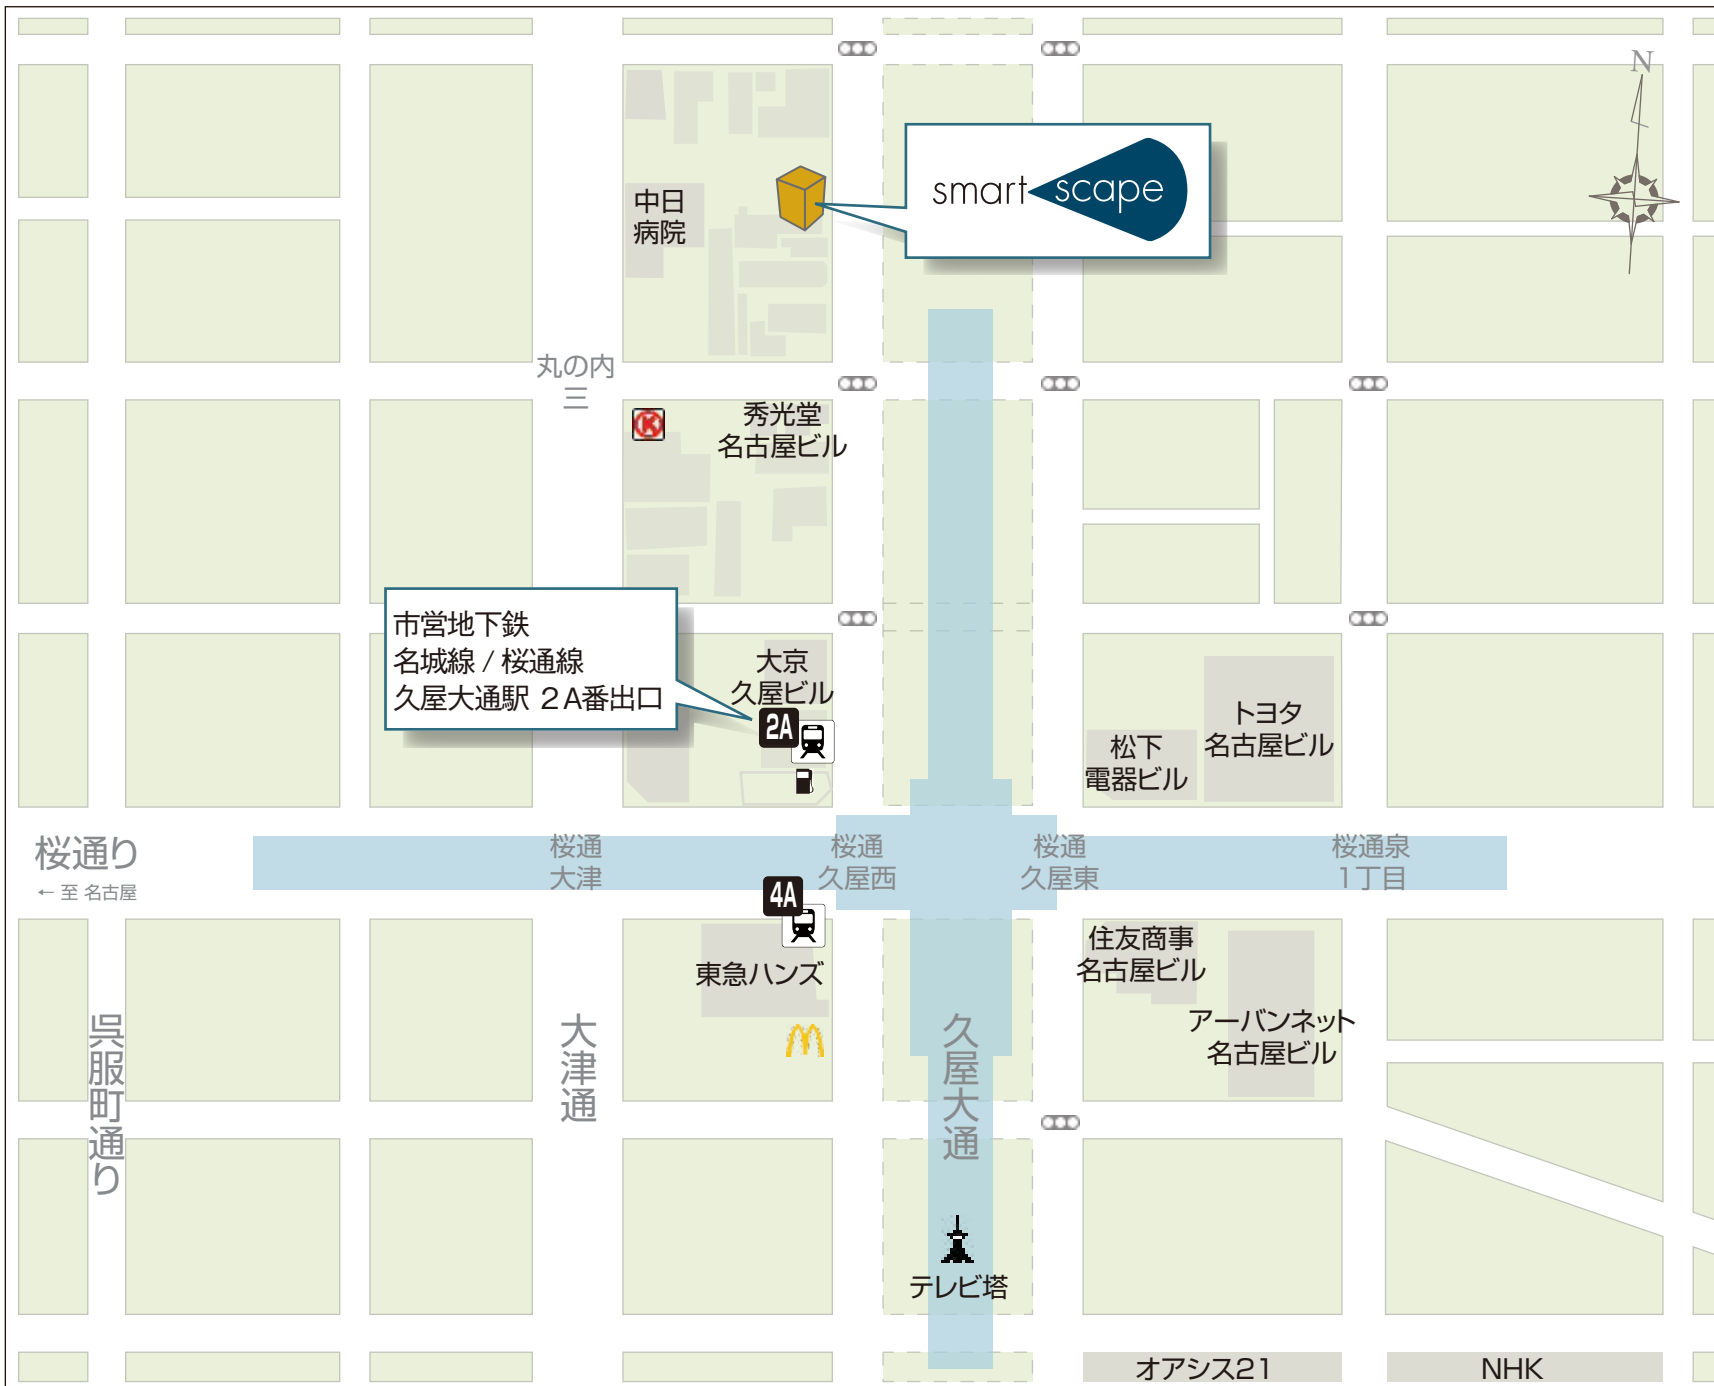 N
smart scape
中日
病院
丸の内
三
K
秀光堂
名古屋ビル
市営地下鉄
名城線 / 桜通線
久屋大通駅 2A番出口
大京
久屋ビル
2A
トヨタ
名古屋ビル
松下
電器ビル
桜通り
← 至 名古屋
桜通
大津
桜通
久屋西
桜通
久屋東
桜通泉
1丁目
4A
東急ハンズ
住友商事
名古屋ビル
アーバンネット
名古屋ビル
呉服町通り
大津通
久屋大通
テレビ塔
オアシス21
NHK